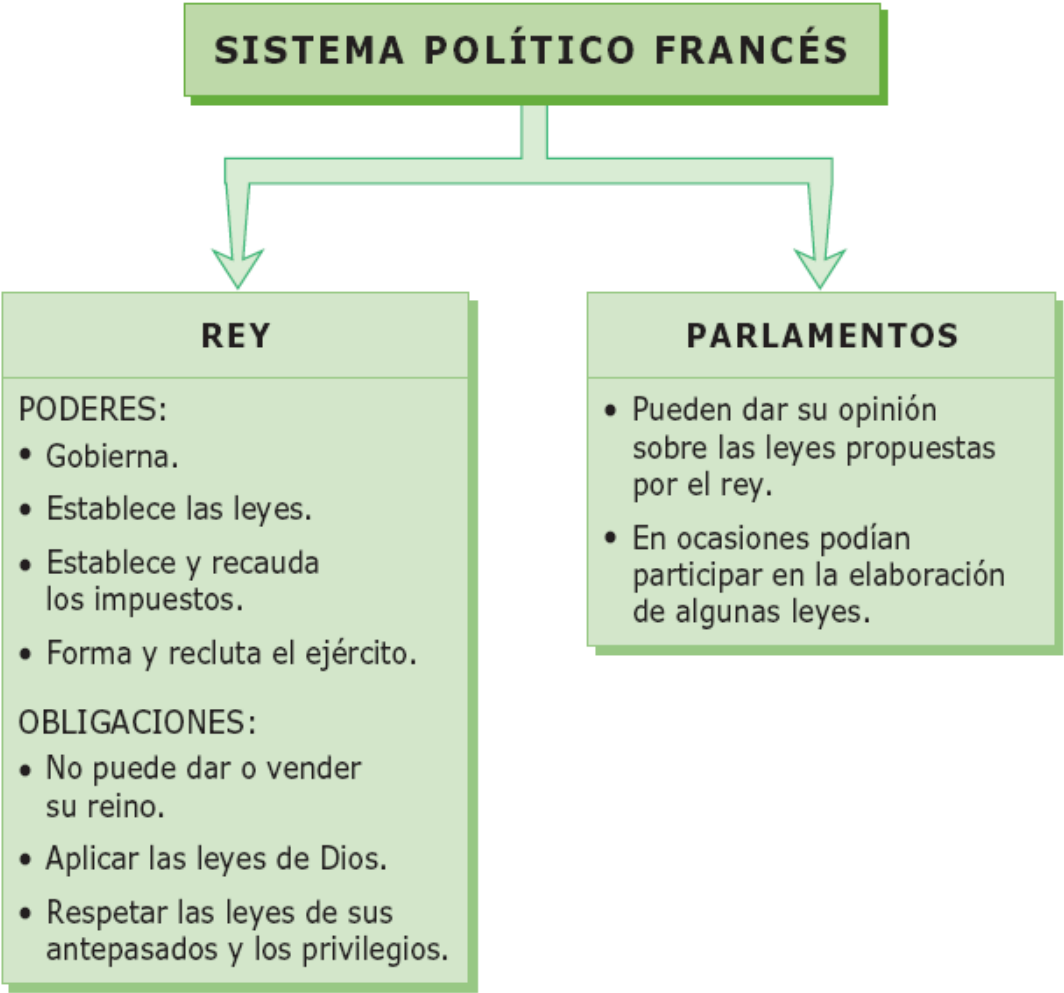 SISTEMA POLÍTICO FRANCÉS
REY
PODERES:
• Gobierna.
• Establece las leyes.
• Establece y recauda
los impuestos.
• Forma y recluta el ejército.
OBLIGACIONES:
• No puede dar o vender
su reino.
• Aplicar las leyes de Dios.
• Respetar las leyes de sus
antepasados y los privilegios.
PARLAMENTOS
• Pueden dar su opinión
sobre las leyes propuestas
por el rey.
• En ocasiones podían
participar en la elaboración
de algunas leyes.